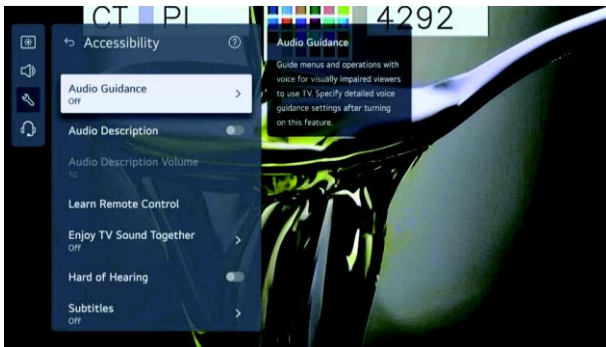 CT PI 4292
Accessibility
Audio Guidance
Off
Audio Description
Audio Description Volume
10
Learn Remote Control
Enjoy TV Sound Together
Off
Hard of Hearing
Subtitles
Off
Audio Guidance
Guide menus and operations with
voice for visually impaired viewers
to use TV. Specify detailed voice
guidance settings after turning
on this feature.